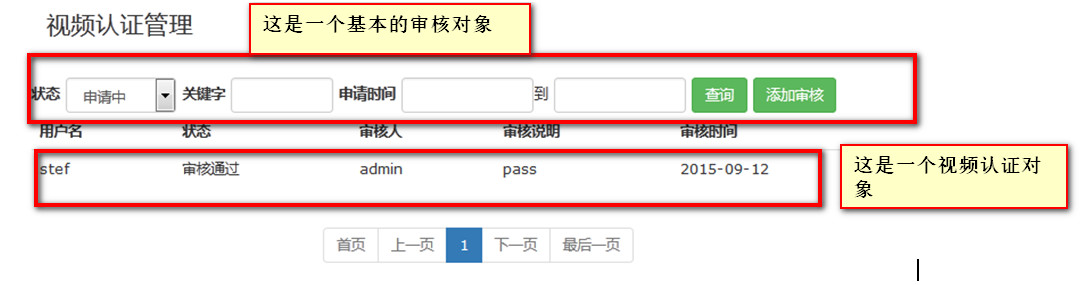 视频认证管理
这是一个基本的审核对象
状态 申请中 关键字 申请时间 到 查询 添加审核
用户名 状态 审核人 审核说明 审核时间
stef 审核通过 admin pass 2015-09-12
这是一个视频认证对
象
首页 上一页 1 下一页 最后一页